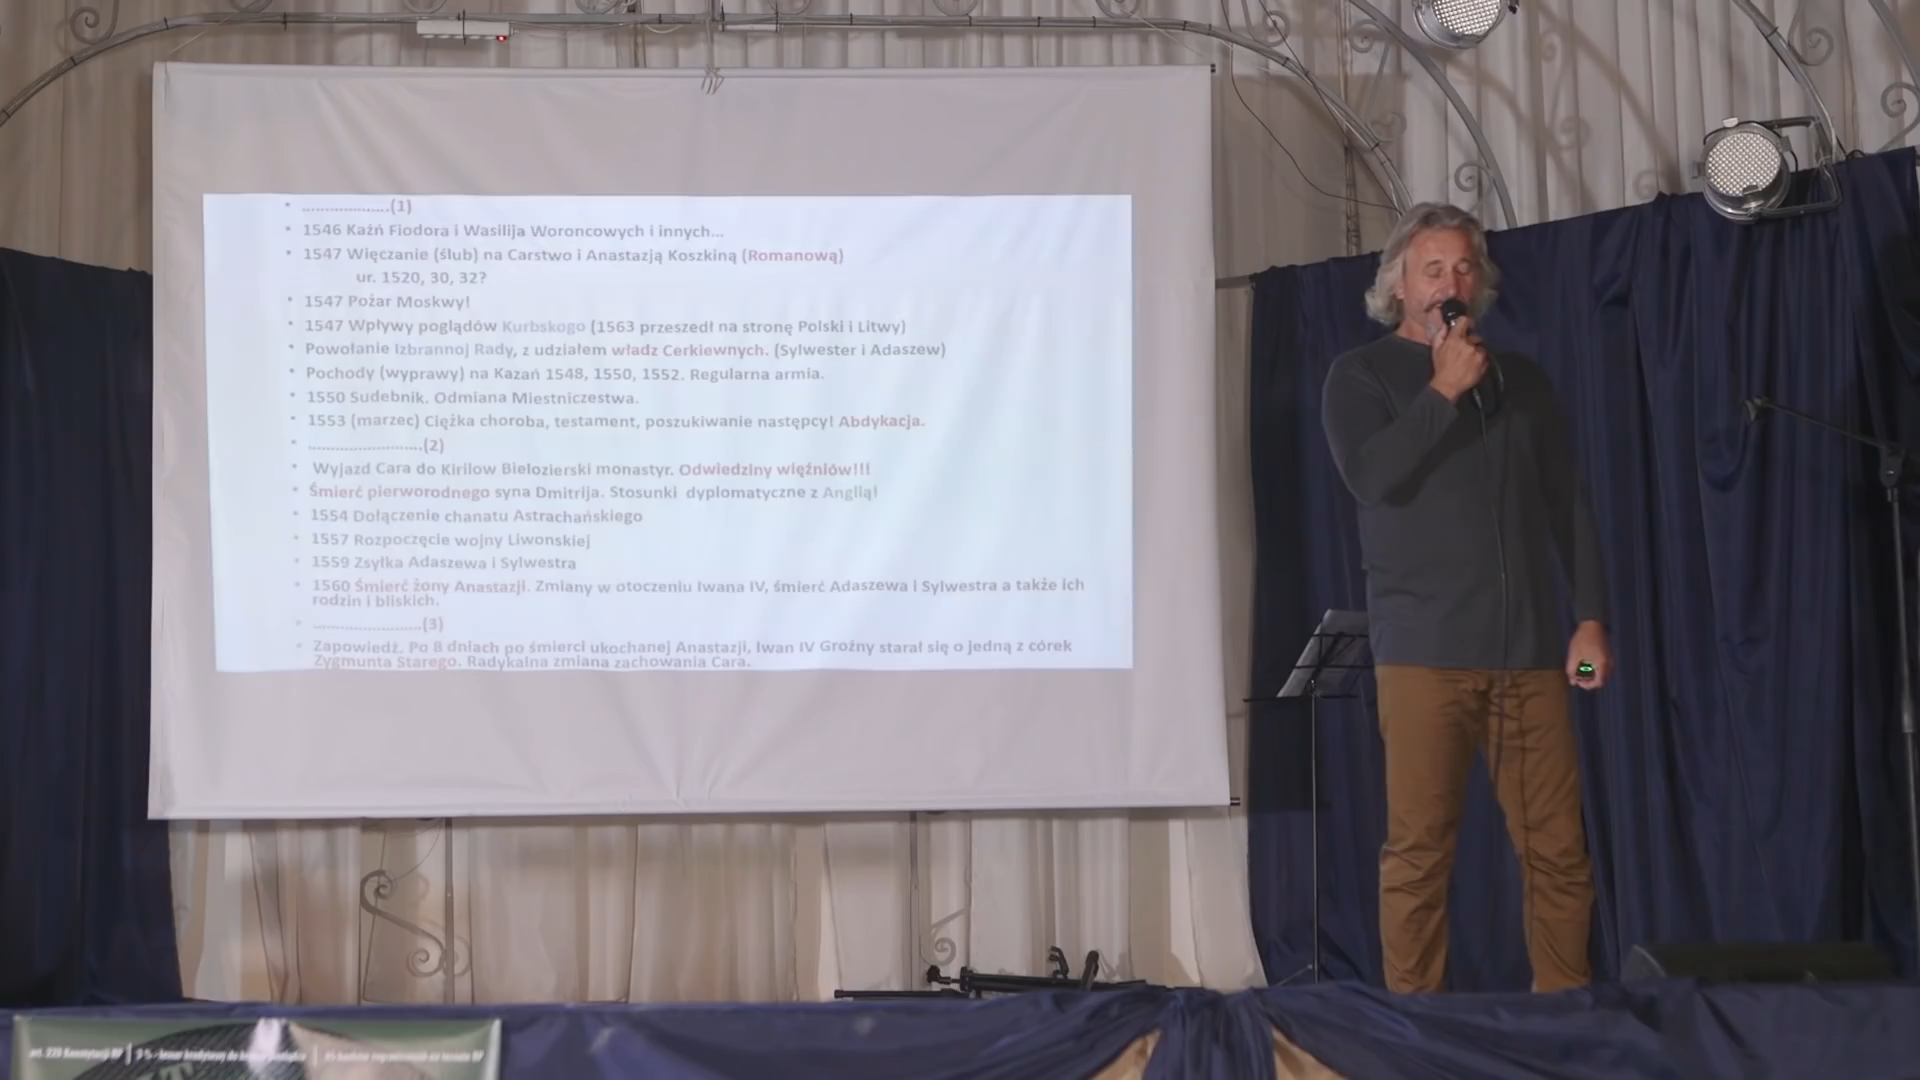 • ...................(1)
• 1546 Kaźń Fiodora i Wasilija Woroncowych i innych...
• 1547 Więczanie (ślub) na Carstwo i Anastazją Koszkiną (Romanową)
ur. 1520, 30, 32?
• 1547 Pożar Moskwy!
• 1547 Wpływy poglądów Kurbskogo (1563 przeszedł na stronę Polski i Litwy)
• Powołanie Izbrannoj Rady, z udziałem władz Cerkiewnych. (Sylwester i Adaszew)
• Pochody (wyprawy) na Kazań 1548, 1550, 1552. Regularna armia.
• 1550 Sudebnik. Odmiana Miestniczestwa.
• 1553 (marzec) Ciężka choroba, testament, poszukiwanie następcy! Abdykacja.
• .........................(2)
• Wyjazd Cara do Kirilow Biełozierski monastyr. Odwiedziny więźniów!!!
• Śmierć pierworodnego syna Dmitrija. Stosunki dyplomatyczne z Anglią!
• 1554 Dołączenie chanatu Astrachańskiego
• 1557 Rozpoczęcie wojny Liwonskiej
• 1559 Zsyłka Adaszewa i Sylwestra
• 1560 Śmierć żony Anastazji. Zmiany w otoczeniu Iwana IV, śmierć Adaszewa i Sylwestra a także ich
rodzin i bliskich.
• ........................(3)
• Zapowiedź. Po 8 dniach po śmierci ukochanej Anastazji, Iwan IV Groźny starał się o jedną z córek
Zygmunta Starego. Radykalna zmiana zachowania Cara.
art. 220 Konstytucji RP